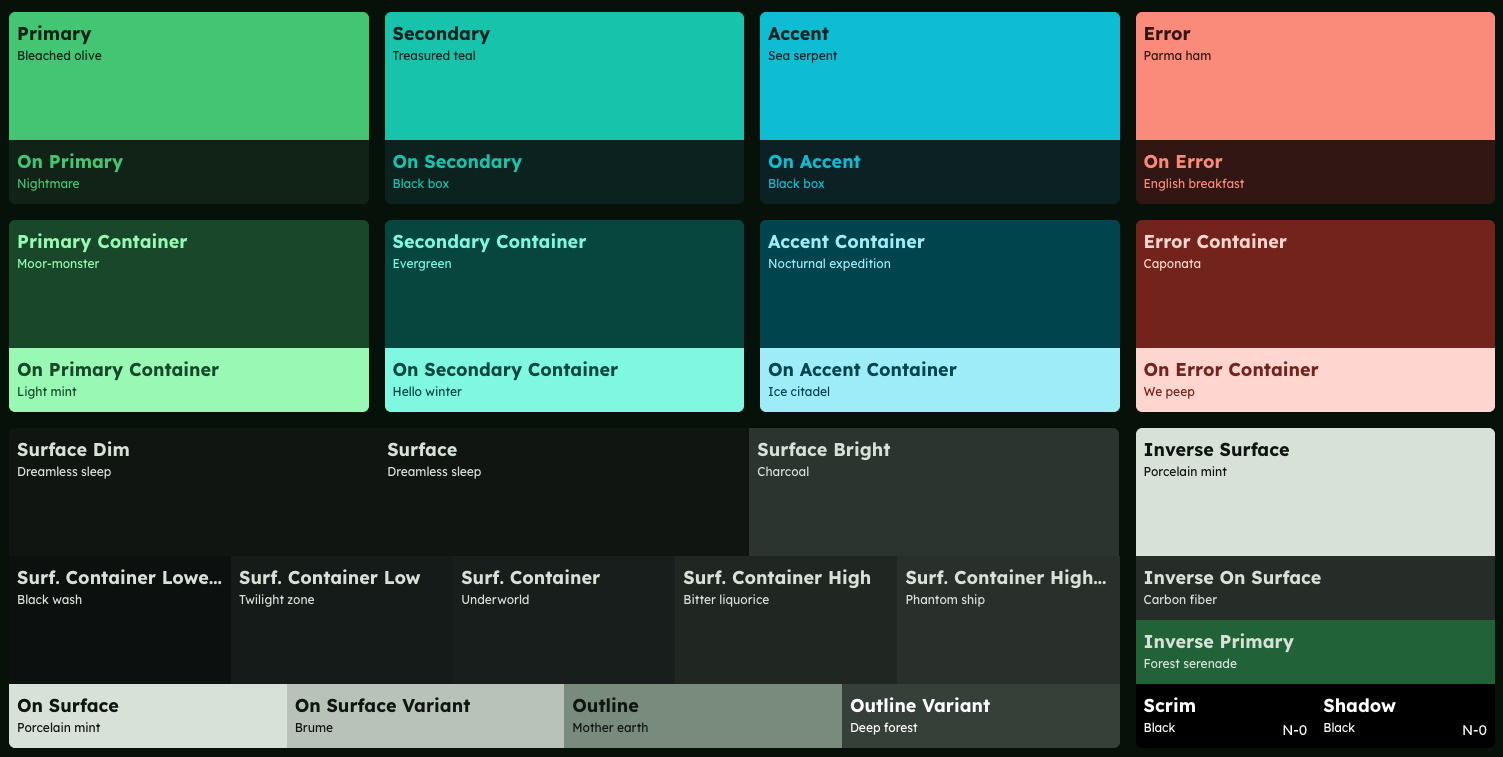 Primary
Bleached olive
On Primary
Nightmare
Secondary
Treasured teal
On Secondary
Black box
Accent
Sea serpent
On Accent
Black box
Error
Parma ham
On Error
English breakfast
Primary Container
Moor-monster
On Primary Container
Light mint
Secondary Container
Evergreen
On Secondary Container
Hello winter
Accent Container
Nocturnal expedition
On Accent Container
Ice citadel
Error Container
Caponata
On Error Container
We peep
Surface Dim
Dreamless sleep
Surface
Dreamless sleep
Surface Bright
Charcoal
Surf. Container Lowe...
Black wash
Surf. Container Low
Twilight zone
Surf. Container
Underworld
Surf. Container High
Bitter liquorice
Surf. Container High...
Phantom ship
On Surface
Porcelain mint
On Surface Variant
Brume
Outline
Mother earth
Outline Variant
Deep forest
Inverse Surface
Porcelain mint
Inverse On Surface
Carbon fiber
Inverse Primary
Forest serenade
Scrim
Black
N-0
Shadow
Black
N-0